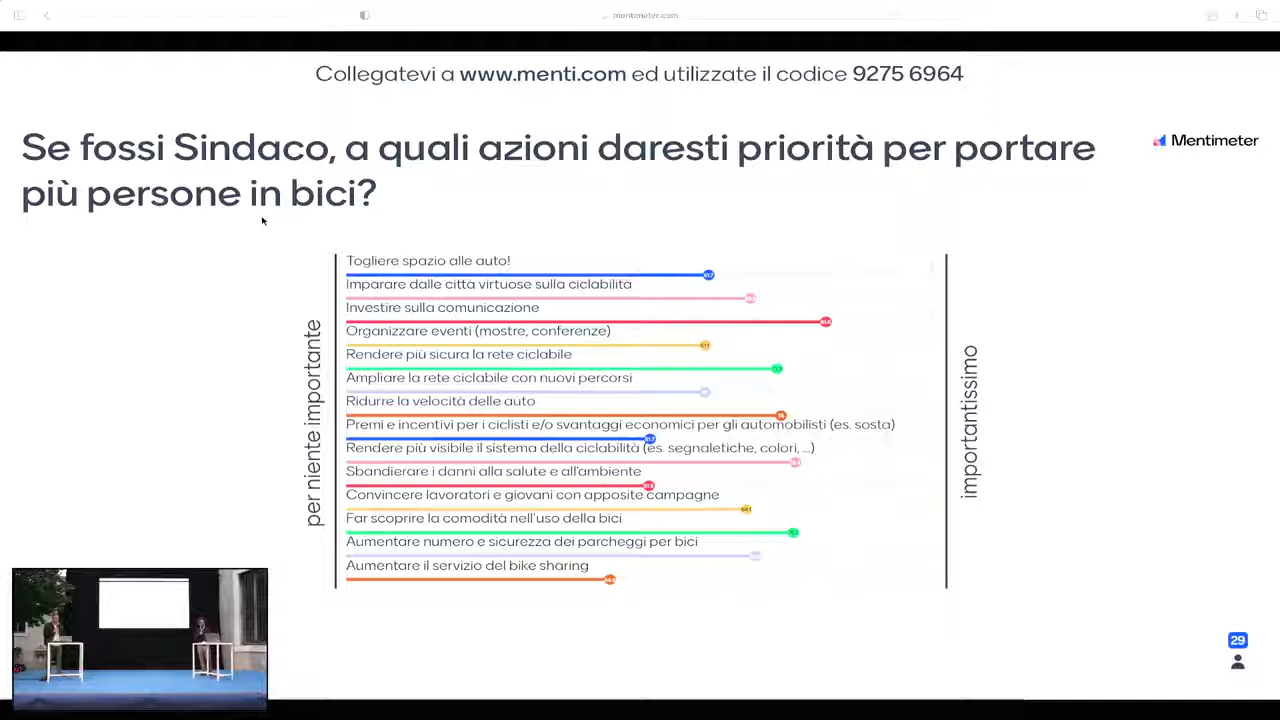 mentimeter.com
Collegatevi a www.menti.com ed utilizzate il codice 9275 6964
Se fossi Sindaco, a quali azioni daresti priorità per portare
più persone in bici?
Mentimeter
per niente importante
Togliere spazio alle auto!
Imparare dalle città virtuose sulla ciclabilità
Investire sulla comunicazione
Organizzare eventi (mostre, conferenze)
Rendere più sicura la rete ciclabile
Ampliare la rete ciclabile con nuovi percorsi
Ridurre la velocità delle auto
Premi e incentivi per i ciclisti e/o svantaggi economici per gli automobilisti (es. sosta)
Rendere più visibile il sistema della ciclabilità (es. segnaletiche, colori, ...)
Sbandierare i danni alla salute e all'ambiente
Convincere lavoratori e giovani con apposite campagne
Far scoprire la comodità nell'uso della bici
Aumentare numero e sicurezza dei parcheggi per bici
Aumentare il servizio del bike sharing
importantissimo
29